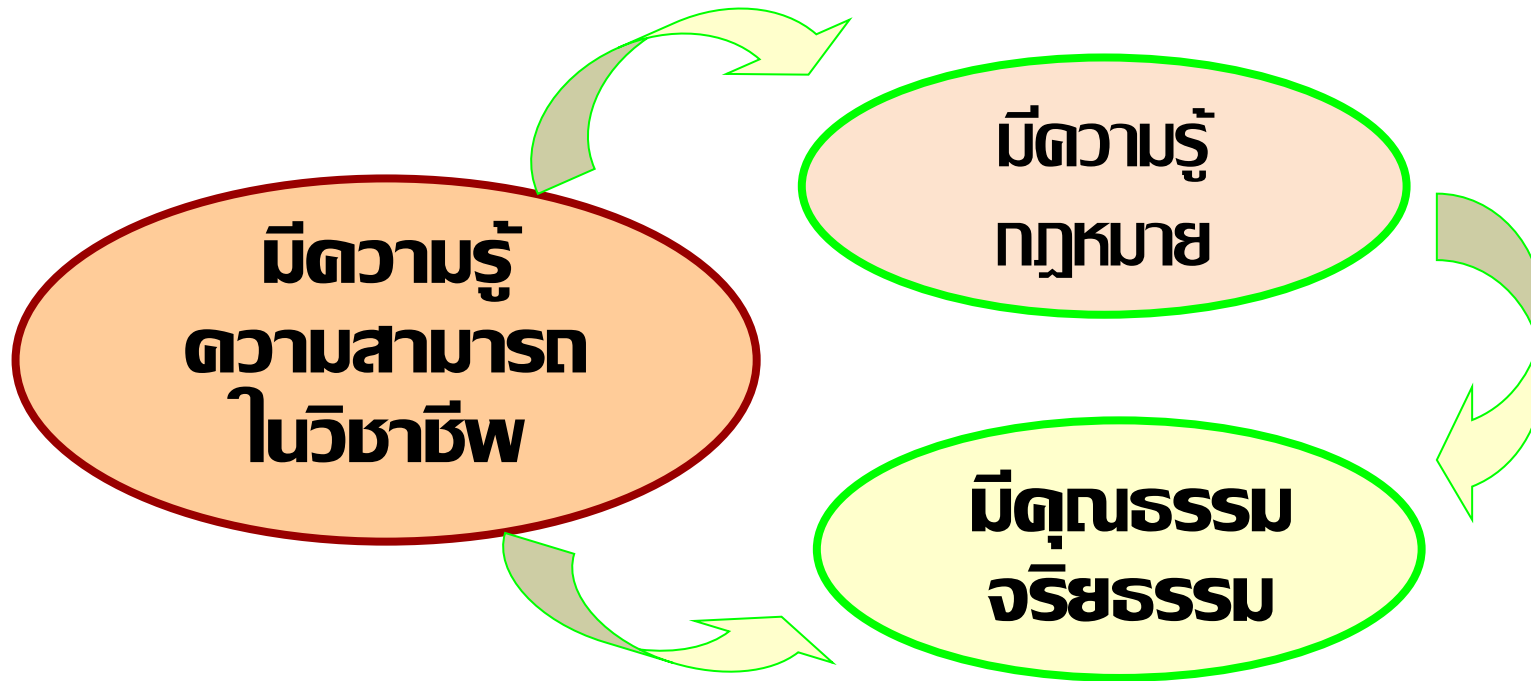 มีความรู้
ความสามารถ
ในวิชาชีพ
มีความรู้
กฎหมาย
มีคุณธรรม
จริยธรรม